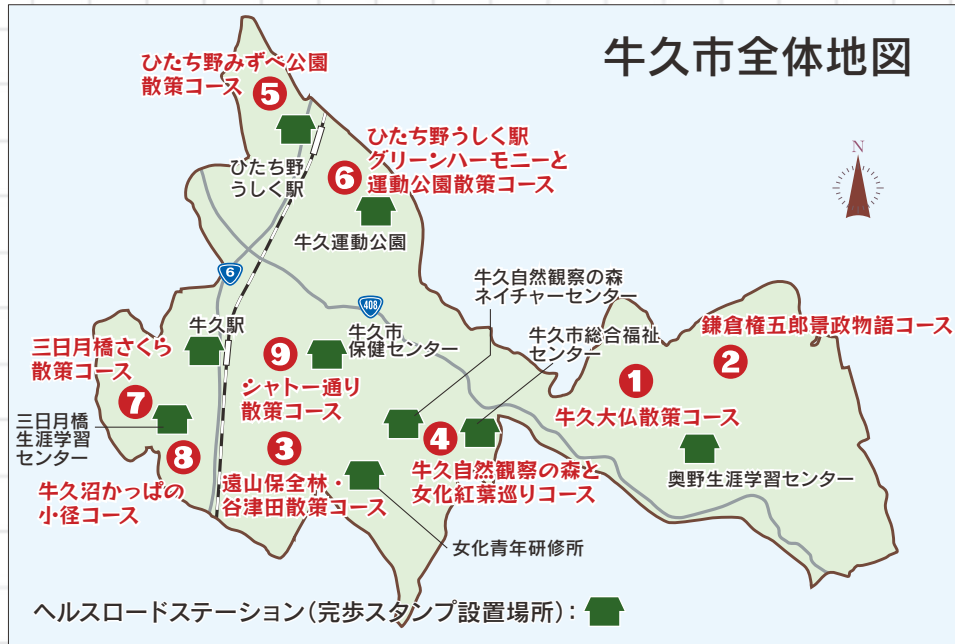 牛久市全体地図
ひたち野みずべ公園
散策コース
5
ひたち野
うしく駅
ひたち野うしく駅
グリーンハーモニーと
運動公園散策コース
6
牛久運動公園
N
6
408
牛久自然観察の森
ネイチャーセンター
牛久市総合福祉
センター
牛久駅
牛久市
保健センター
9
シャトー通り
散策コース
三日月橋さくら
散策コース
7
三日月橋
生涯学習
センター
8
牛久沼かっぱの
小径コース
3
遠山保全林・
谷津田散策コース
4
牛久自然観察の森と
女化紅葉巡りコース
女化青年研修所
1
牛久大仏散策コース
鎌倉権五郎景政物語コース
2
奥野生涯学習センター
ヘルスロードステーション(完歩スタンプ設置場所):